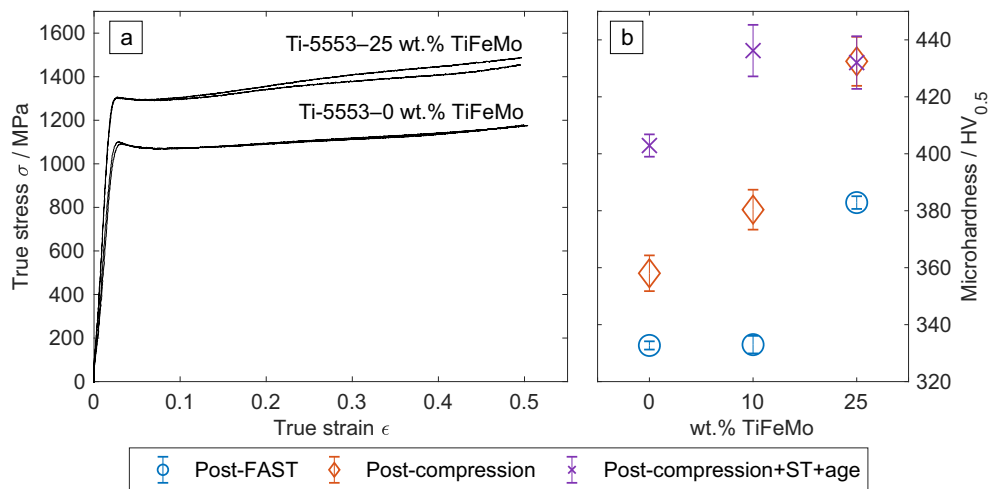 a
Ti-5553–25 wt.% TiFeMo
Ti-5553–0 wt.% TiFeMo
True stress σ / MPa
1600
1400
1200
1000
800
600
400
200
0
0 0.1 0.2 0.3 0.4 0.5
True strain ϵ
b
440
420
400
380
360
340
320
Microhardness / HV0.5
0 10 25
wt.% TiFeMo
Post-FAST Post-compression Post-compression+ST+age